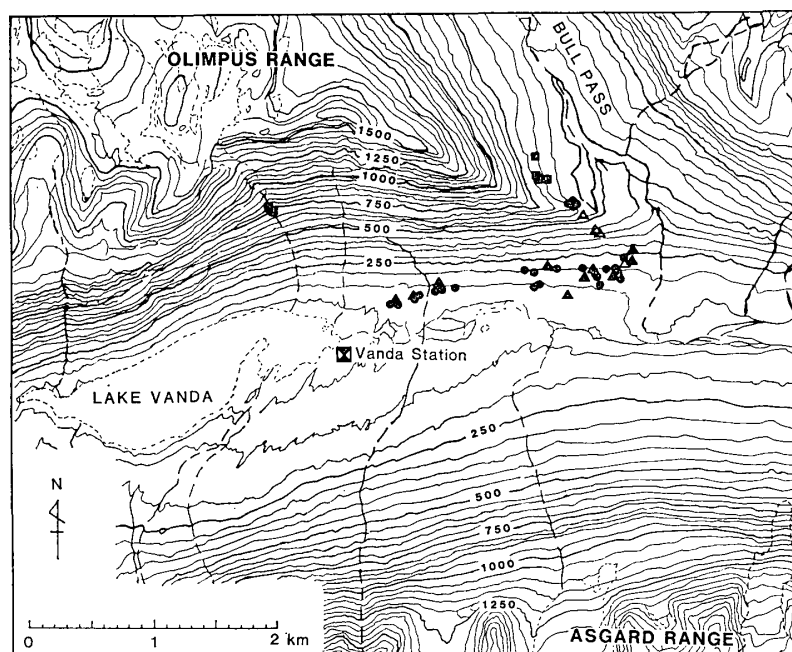 OLIMPUS RANGE
BULL PASS
1500
1250
1000
750
500
250
Vanda Station
LAKE VANDA
250
N
500
750
1000
1250
0 1 2 km
ASGARD RANGE